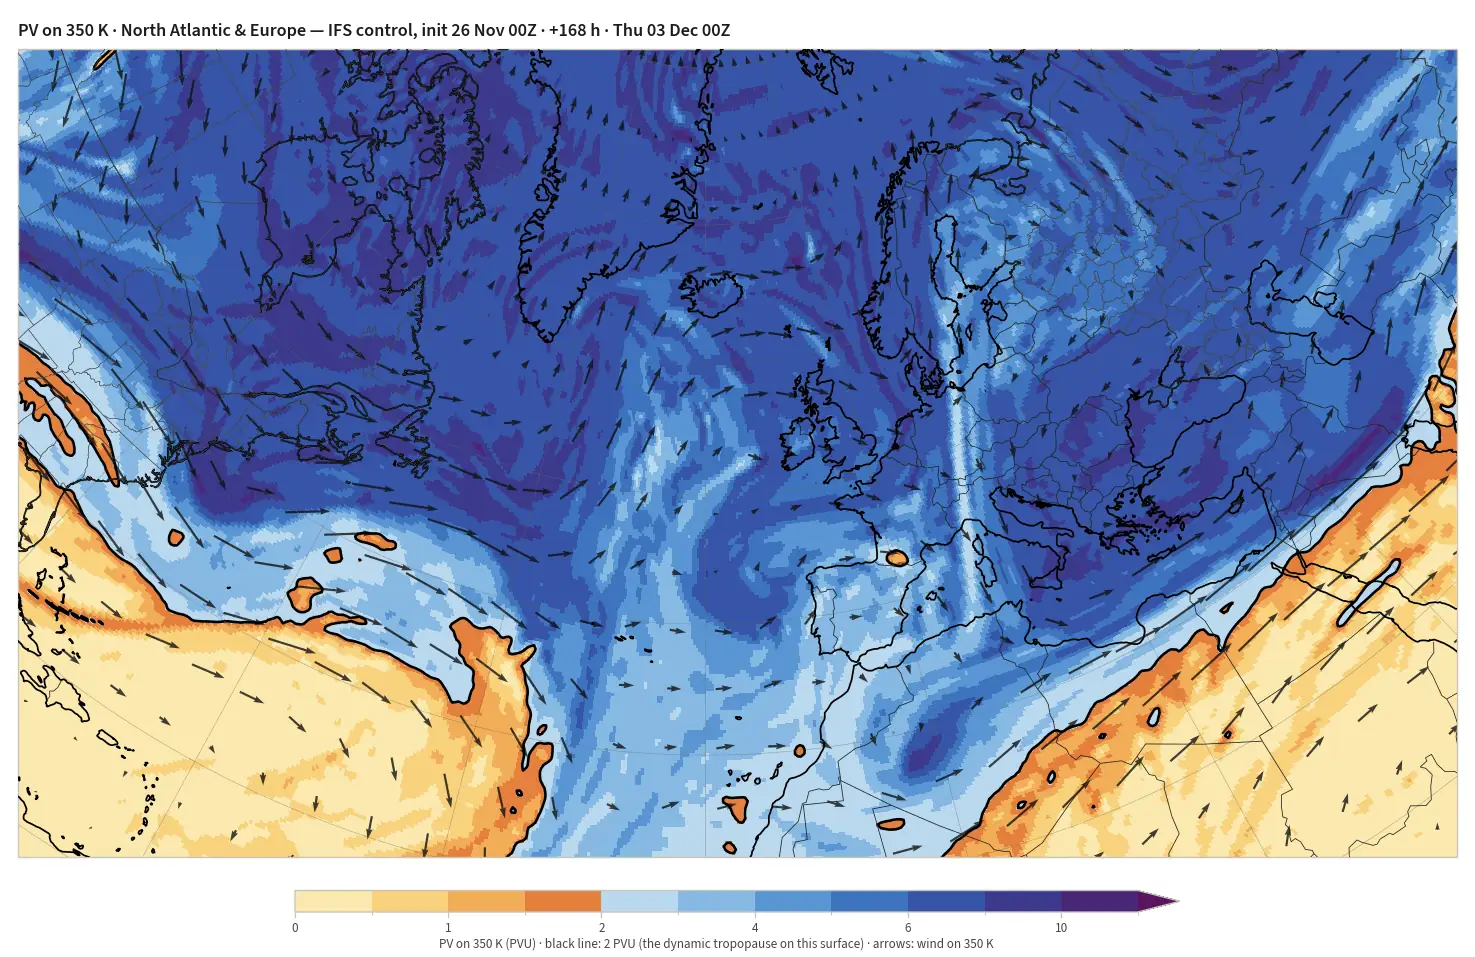 PV on 350 K · North Atlantic & Europe — IFS control, init 26 Nov 00Z · +168 h · Thu 03 Dec 00Z
0 1 2 4 6 10
PV on 350 K (PVU) · black line: 2 PVU (the dynamic tropopause on this surface) · arrows: wind on 350 K